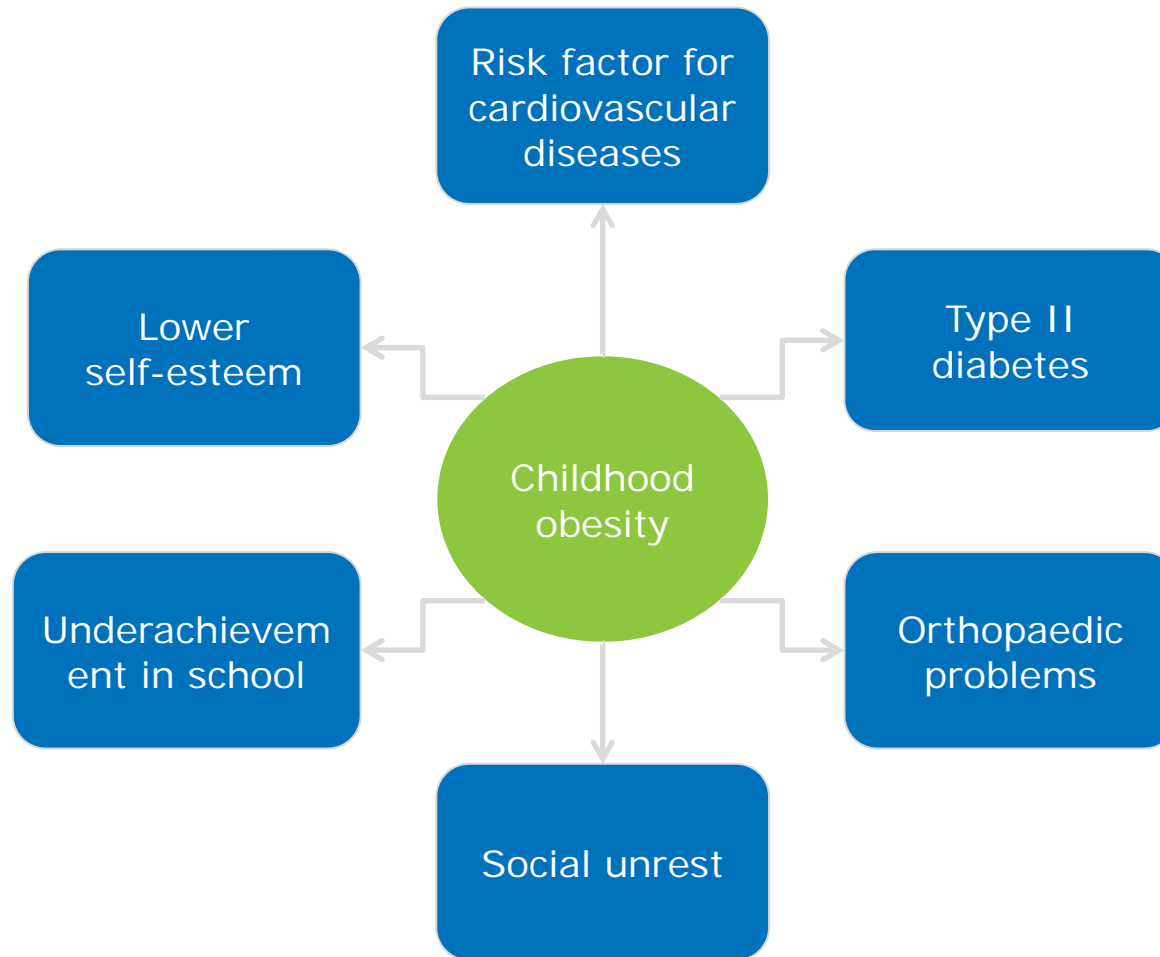 Risk factor for
cardiovascular
diseases
Lower
self-esteem
Type II
diabetes
Childhood
obesity
Underachievem
ent in school
Orthopaedic
problems
Social unrest